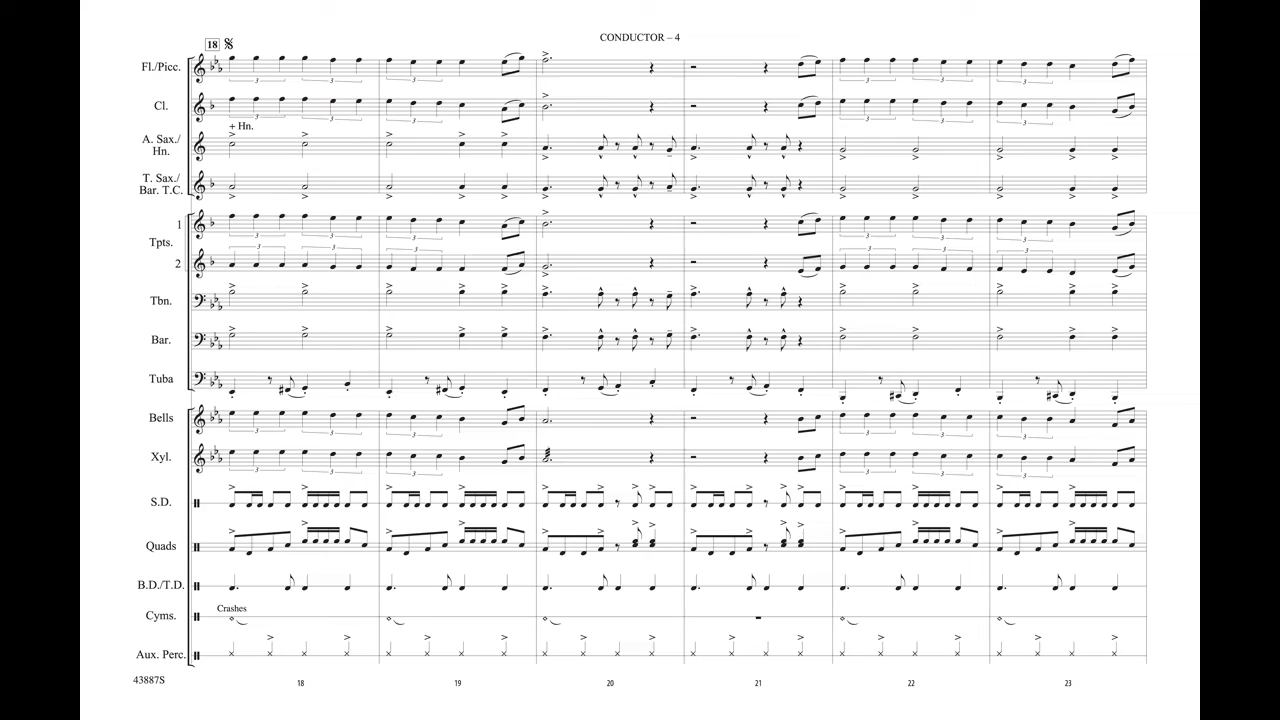 CONDUCTOR – 4
18
Fl./Picc.
Cl.
+ Hn.
A. Sax./
Hn.
T. Sax./
Bar. T.C.
1
Tpts.
2
Tbn.
Bar.
Tuba
Bells
Xyl.
S.D.
Quads
B.D./T.D.
Crashes
Cyms.
Aux. Perc.
43887S
18 19 20 21 22 23